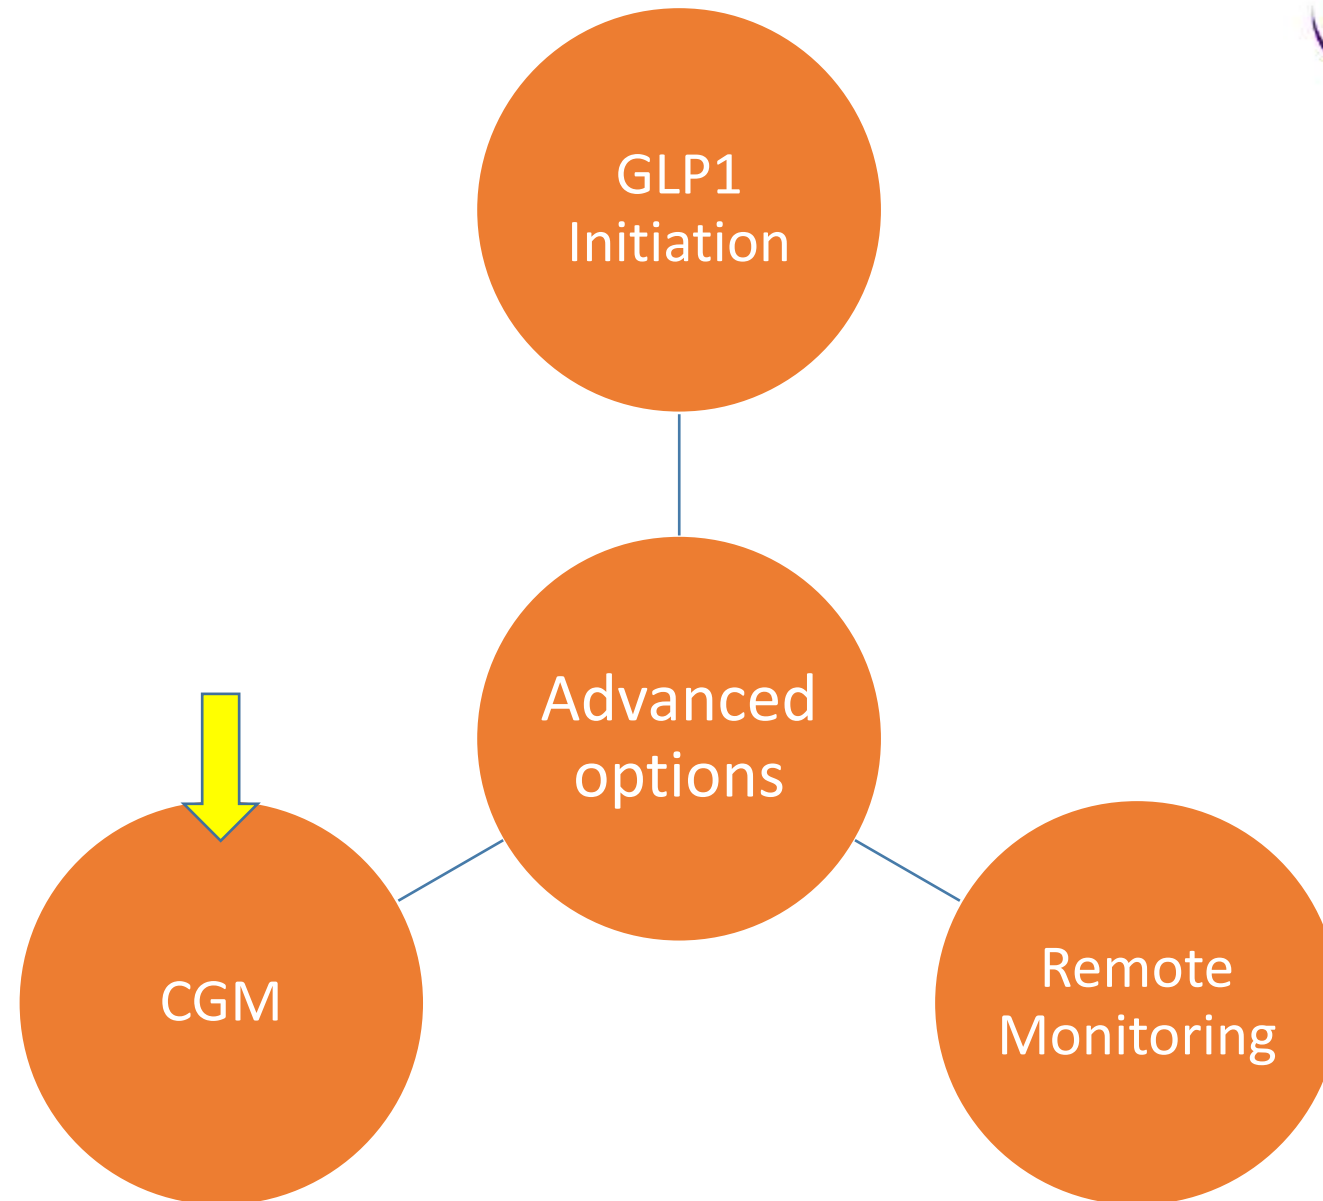 GLP1
Initiation
Advanced
options
CGM
Remote
Monitoring